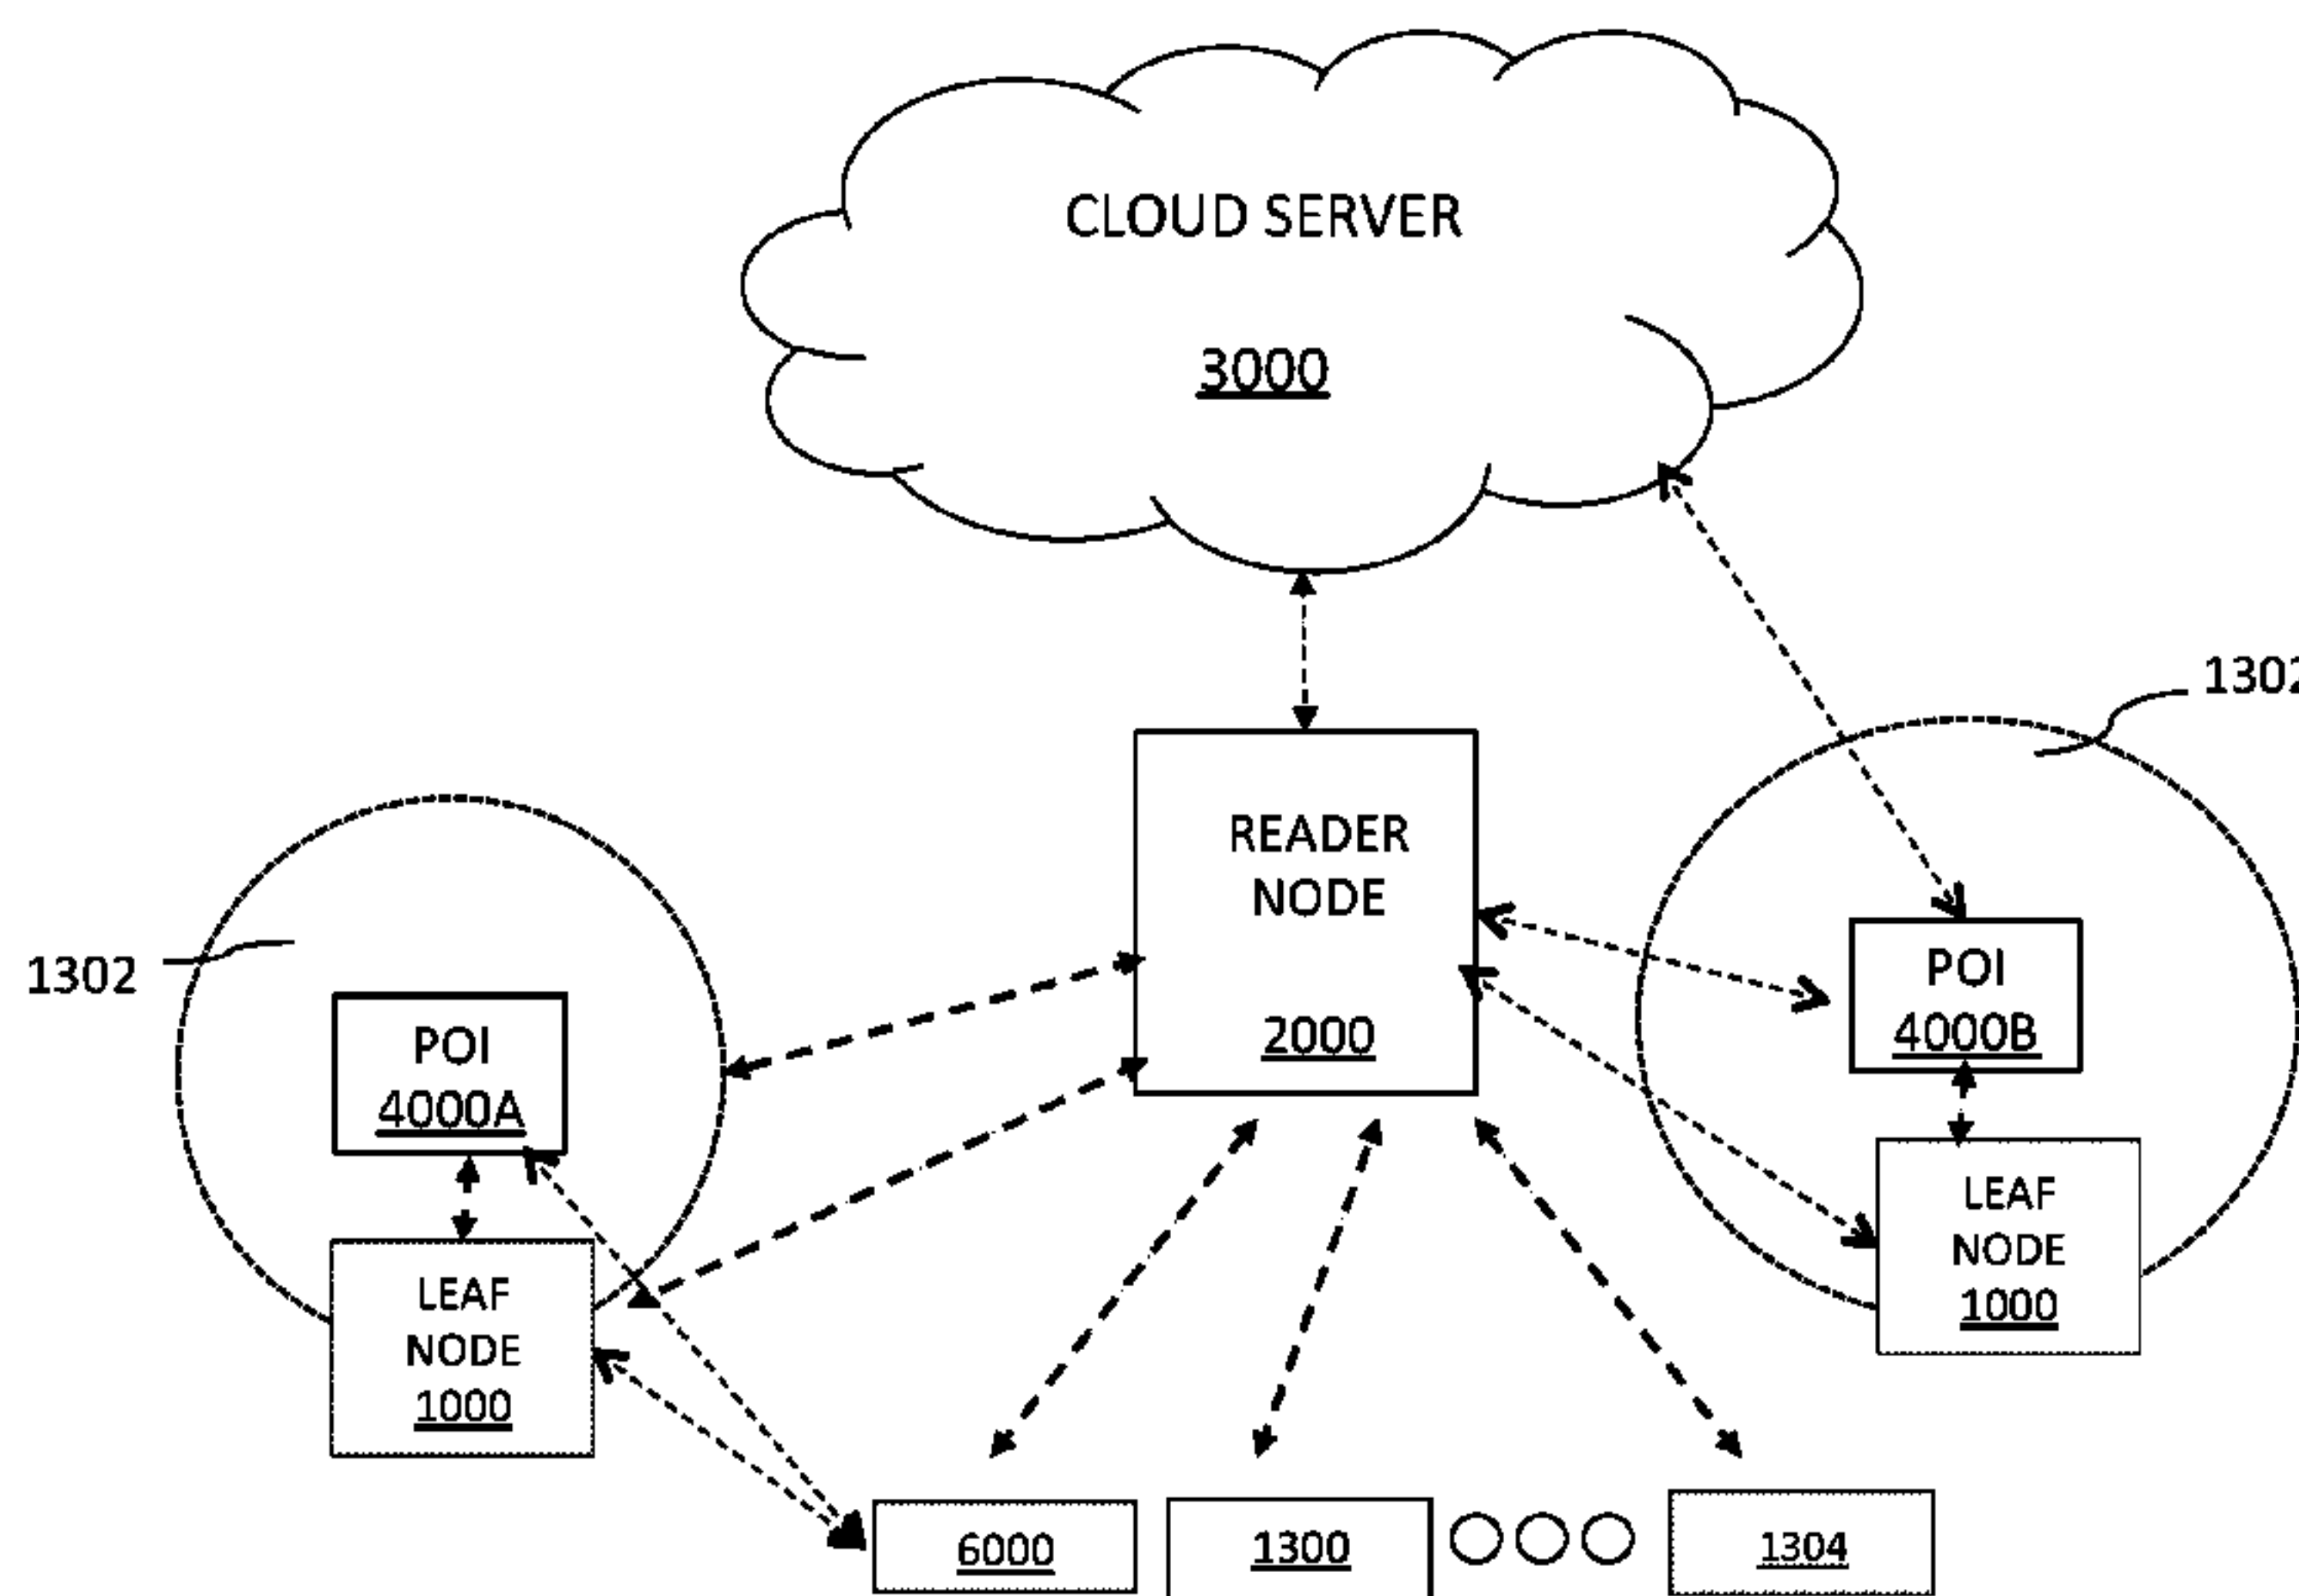 CLOUD SERVER
3000
1302
READER
NODE
2000
1302
POI
4000A
LEAF
NODE
1000
POI
4000B
LEAF
NODE
1000
6000
1300
1304